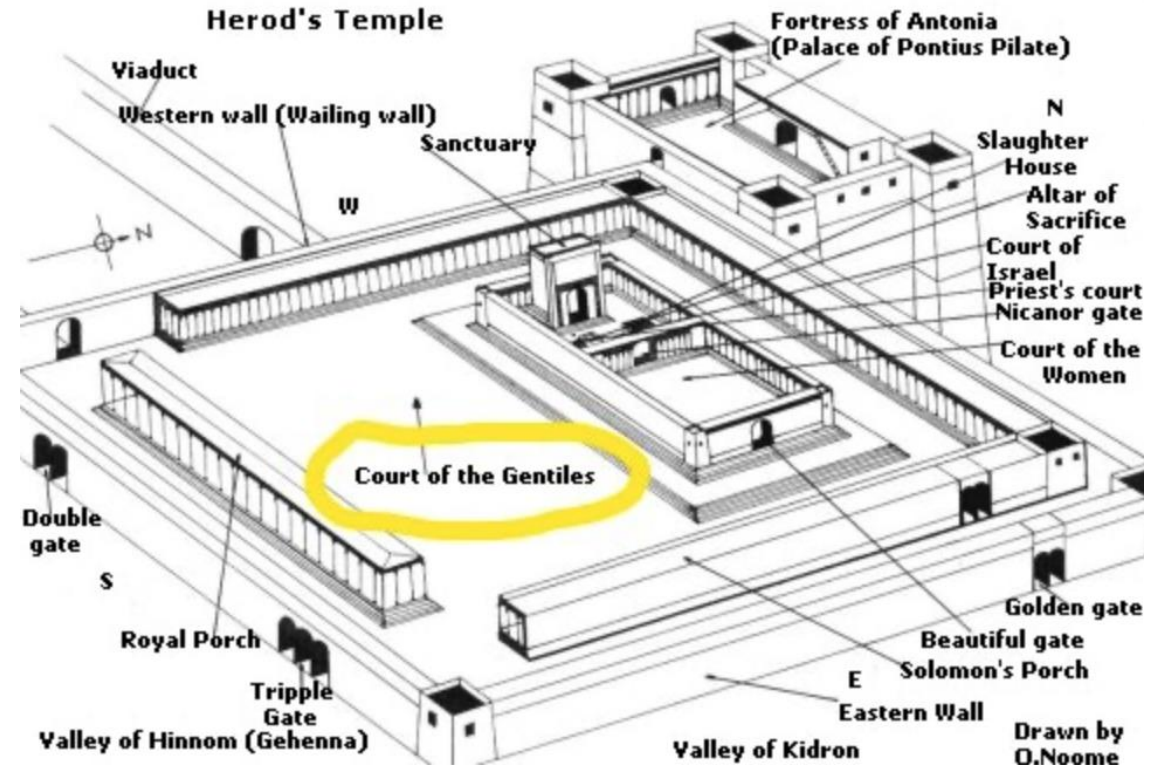 Herod's Temple
Fortress of Antonia
(Palace of Pontius Pilate)
Viaduct
Western wall (Wailing wall)
Sanctuary
N
Slaughter
House
Altar of
Sacrifice
W
N
Court of
Israel
Priest's court
Nicanor gate
Court of the
Women
Court of the Gentiles
Double
gate
S
Golden gate
Royal Porch
Beautiful gate
Solomon's Porch
E
Tripple
Gate
Eastern Wall
Valley of Hinnom (Gehenna)
Valley of Kidron
Drawn by
O.Noome